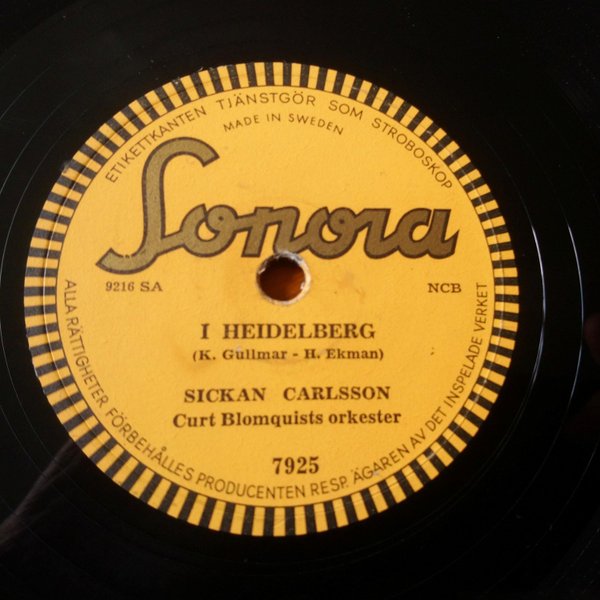 ETIKETTKANTEN TJÄNSTGÖR SOM STROBOSKOP
MADE IN SWEDEN
Sonora
9216 SA
NCB
I HEIDELBERG
(K. Gullmar - H. Ekman)
SICKAN CARLSSON
Curt Blomquists orkester
7925
ALLA RÄTTIGHETER FÖRBEHÅLLES PRODUCENTEN RESP. ÄGAREN AV DET INSPELADE VERKET